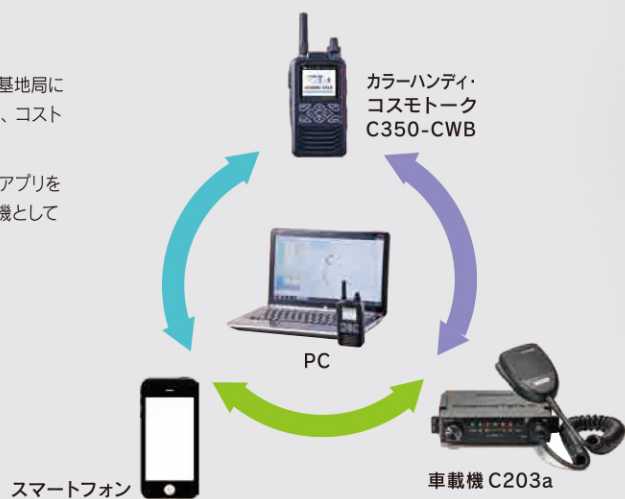 基地局に
、コスト
アプリを
機として
カラーハンディ・
コスモトーク
C350-CWB
PC
スマートフォン
車載機 C203a